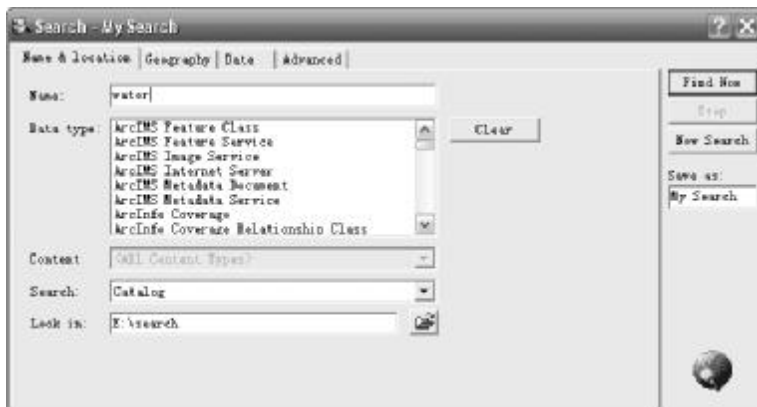 Search - My Search
Name & location Geography Date Advanced
Name: water
Data type: ArcIMS Feature Class
ArcIMS Feature Service
ArcIMS Image Service
ArcIMS Internet Server
ArcIMS Metadata Document
ArcIMS Metadata Service
ArcInfo Coverage
ArcInfo Coverage Relationship Class
Clear
Content <All Content Types>
Search: Catalog
Look in: E:\search
Find Now
Stop
New Search
Save as:
My Search